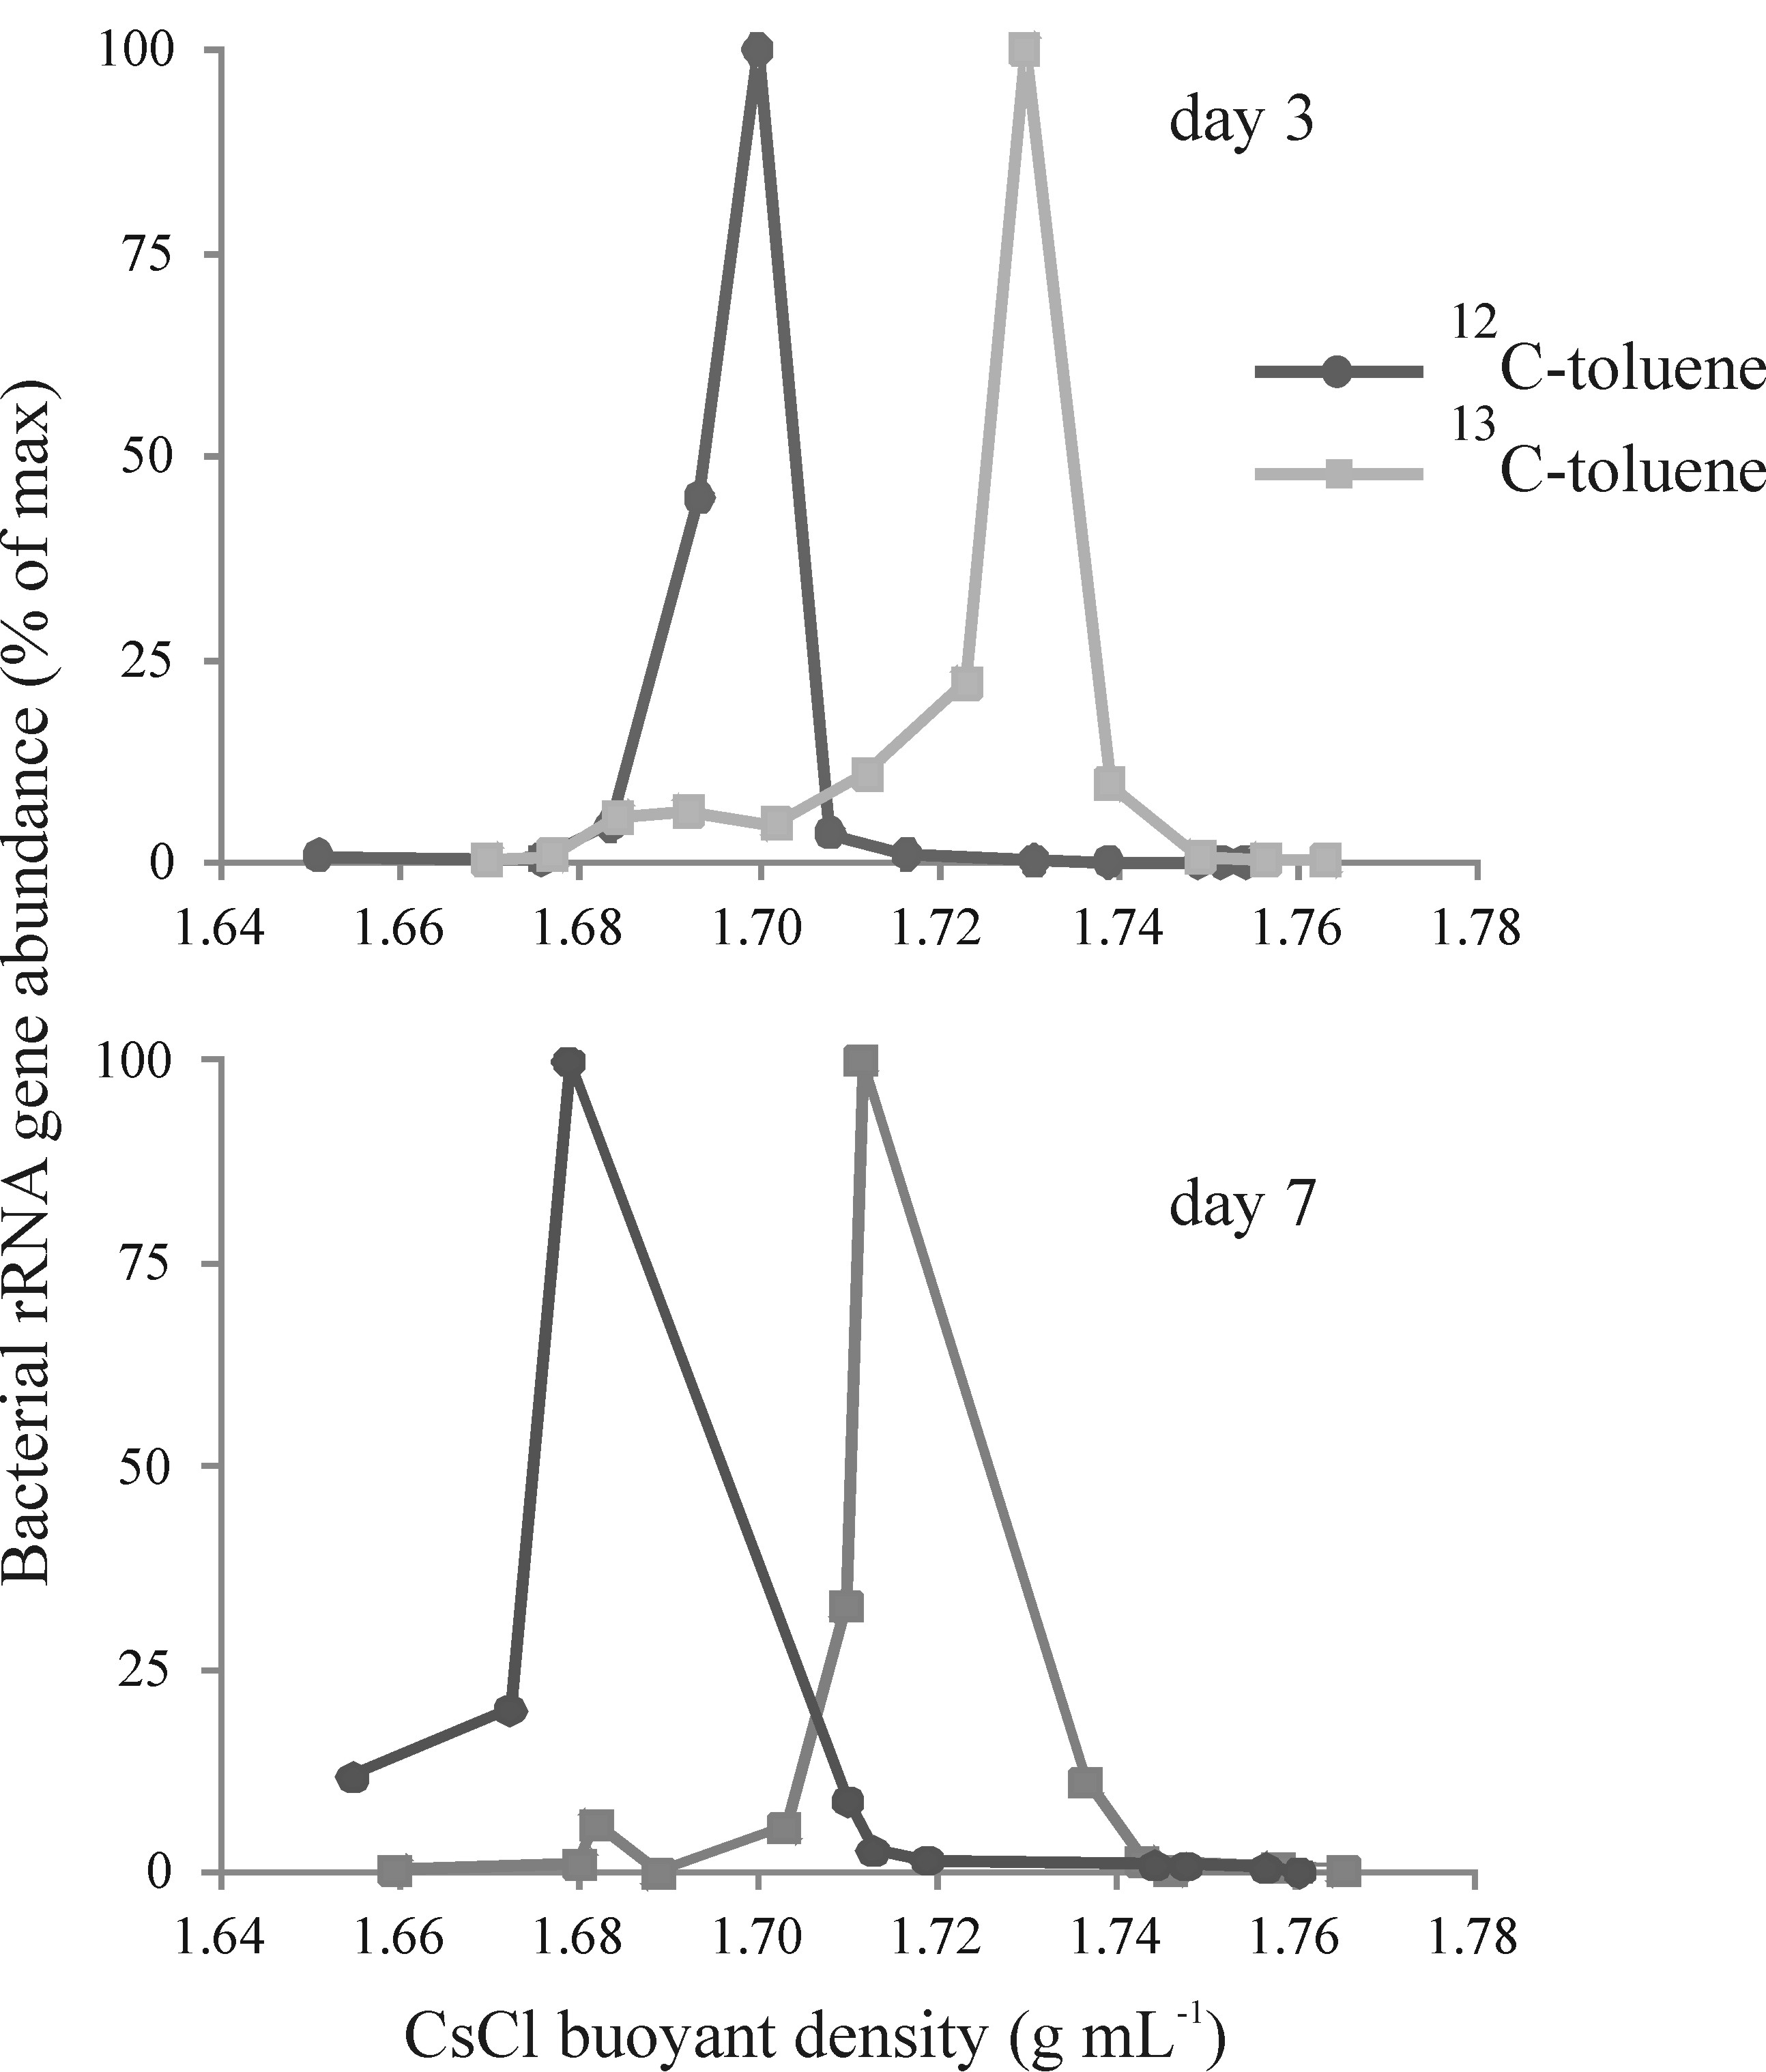 Bacterial rRNA gene abundance (% of max)
100
75
50
25
0
1.64 1.66 1.68 1.70 1.72 1.74 1.76 1.78
day 3
12C-toluene
13C-toluene
100
75
50
25
0
1.64 1.66 1.68 1.70 1.72 1.74 1.76 1.78
day 7
CsCl buoyant density (g mL-1)